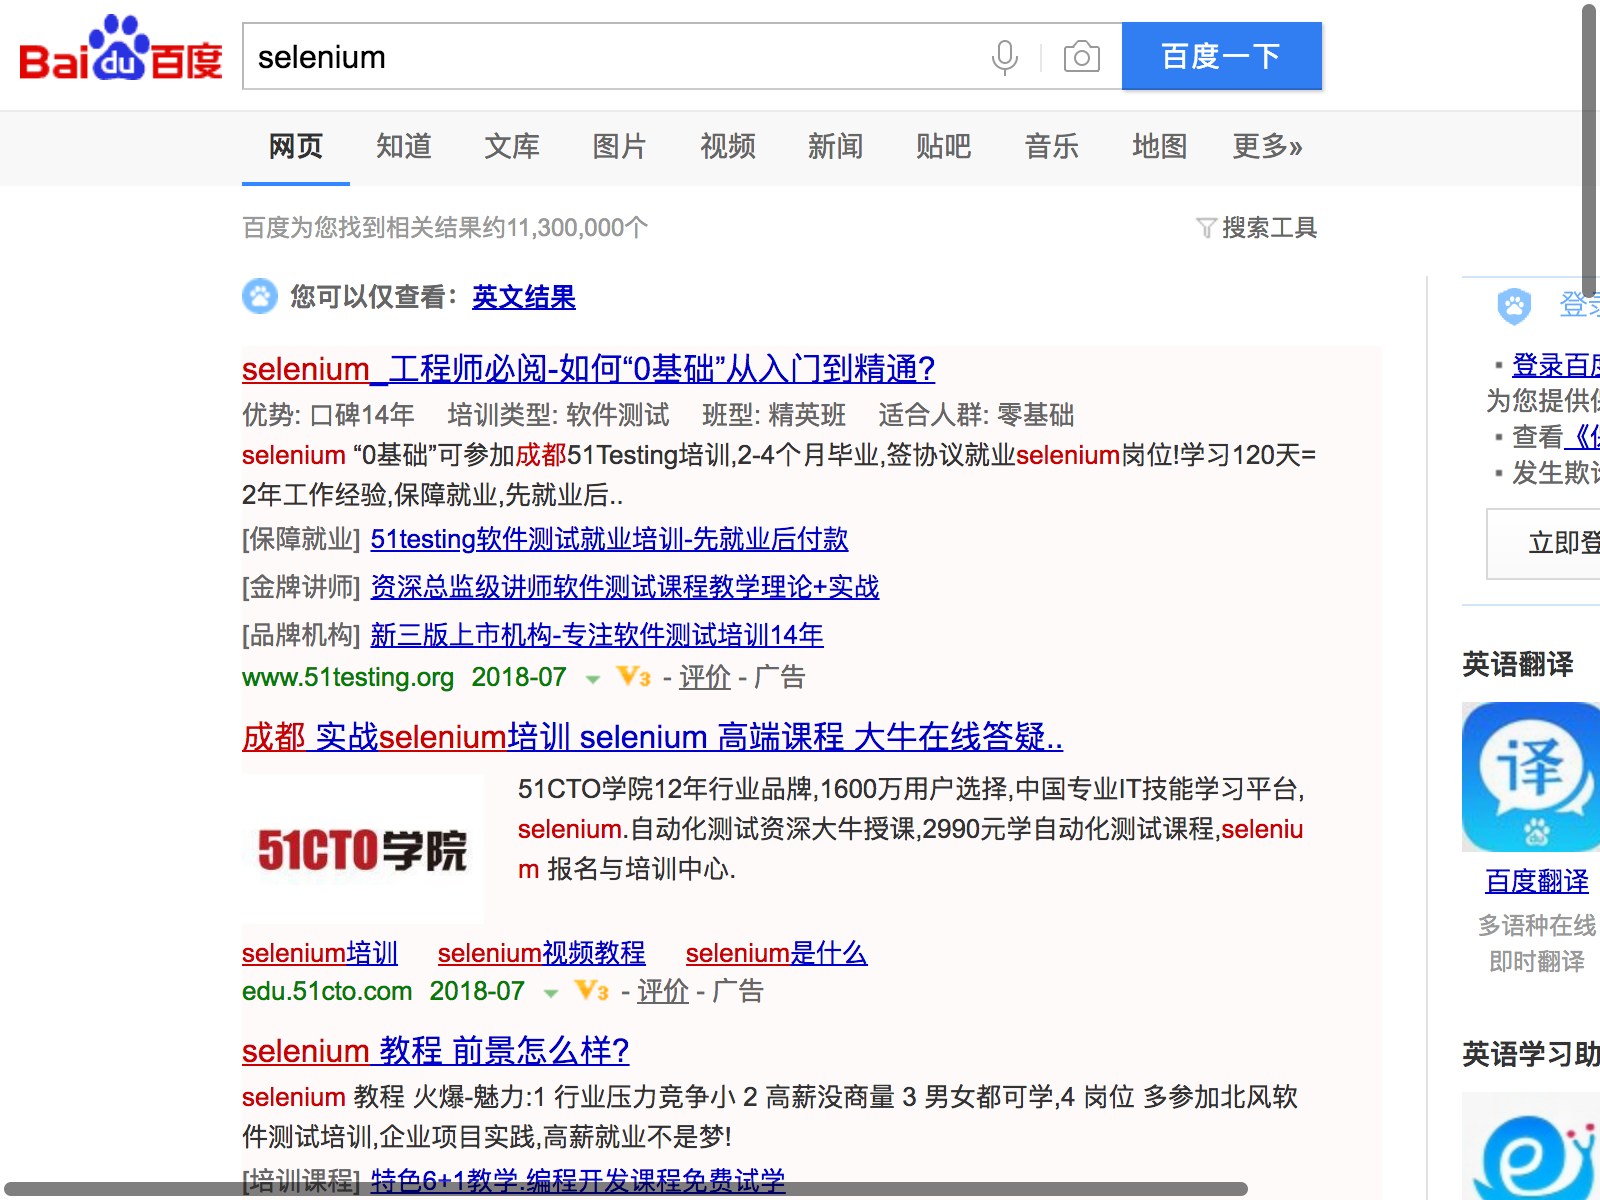 Bai du 百度
selenium
百度一下
网页 知道 文库 图片 视频 新闻 贴吧 音乐 地图 更多»
百度为您找到相关结果约11,300,000个
搜索工具
您可以仅查看：英文结果
selenium_工程师必阅-如何“0基础”从入门到精通?
优势: 口碑14年 培训类型: 软件测试 班型: 精英班 适合人群: 零基础
selenium “0基础”可参加成都51Testing培训,2-4个月毕业,签协议就业selenium岗位!学习120天=
2年工作经验,保障就业,先就业后..
[保障就业] 51testing软件测试就业培训-先就业后付款
[金牌讲师] 资深总监级讲师软件测试课程教学理论+实战
[品牌机构] 新三版上市机构-专注软件测试培训14年
www.51testing.org 2018-07 V3 - 评价 - 广告
成都 实战selenium培训 selenium 高端课程 大牛在线答疑..
51CTO学院
51CTO学院12年行业品牌,1600万用户选择,中国专业IT技能学习平台,
selenium.自动化测试资深大牛授课,2990元学自动化测试课程,seleniu
m 报名与培训中心.
selenium培训 selenium视频教程 selenium是什么
edu.51cto.com 2018-07 V3 - 评价 - 广告
selenium 教程 前景怎么样?
selenium 教程 火爆-魅力:1 行业压力竞争小 2 高薪没商量 3 男女都可学,4 岗位 多参加北风软
件测试培训,企业项目实践,高薪就业不是梦!
[培训课程] 特色6+1教学.编程开发课程免费试学
登录
登录百度
为您提供保
查看《保
发生欺诈
立即登
英语翻译
译
百度翻译
多语种在线
即时翻译
英语学习助